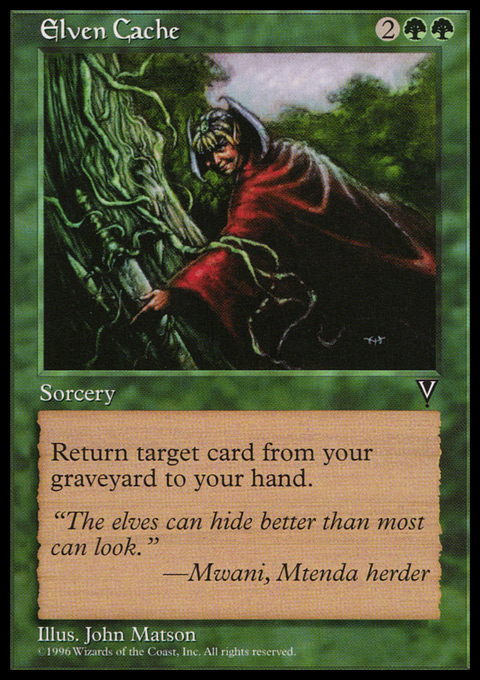 Elven Cache 2
Sorcery
Return target card from your
graveyard to your hand.
“The elves can hide better than most
can look.”
—Mwani, Mtenda herder
Illus. John Matson
©1996 Wizards of the Coast, Inc. All rights reserved.